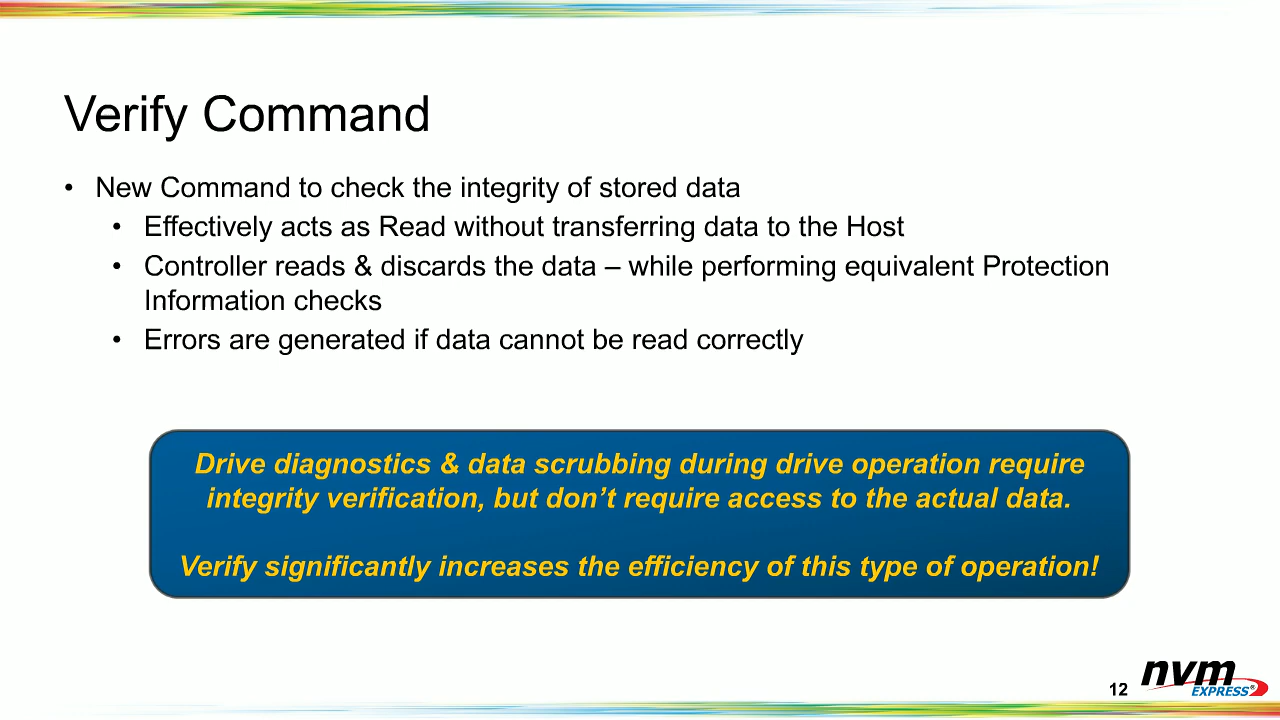 Verify Command
• New Command to check the integrity of stored data
• Effectively acts as Read without transferring data to the Host
• Controller reads & discards the data – while performing equivalent Protection
Information checks
• Errors are generated if data cannot be read correctly
Drive diagnostics & data scrubbing during drive operation require
integrity verification, but don’t require access to the actual data.
Verify significantly increases the efficiency of this type of operation!
12
nvm
EXPRESS®